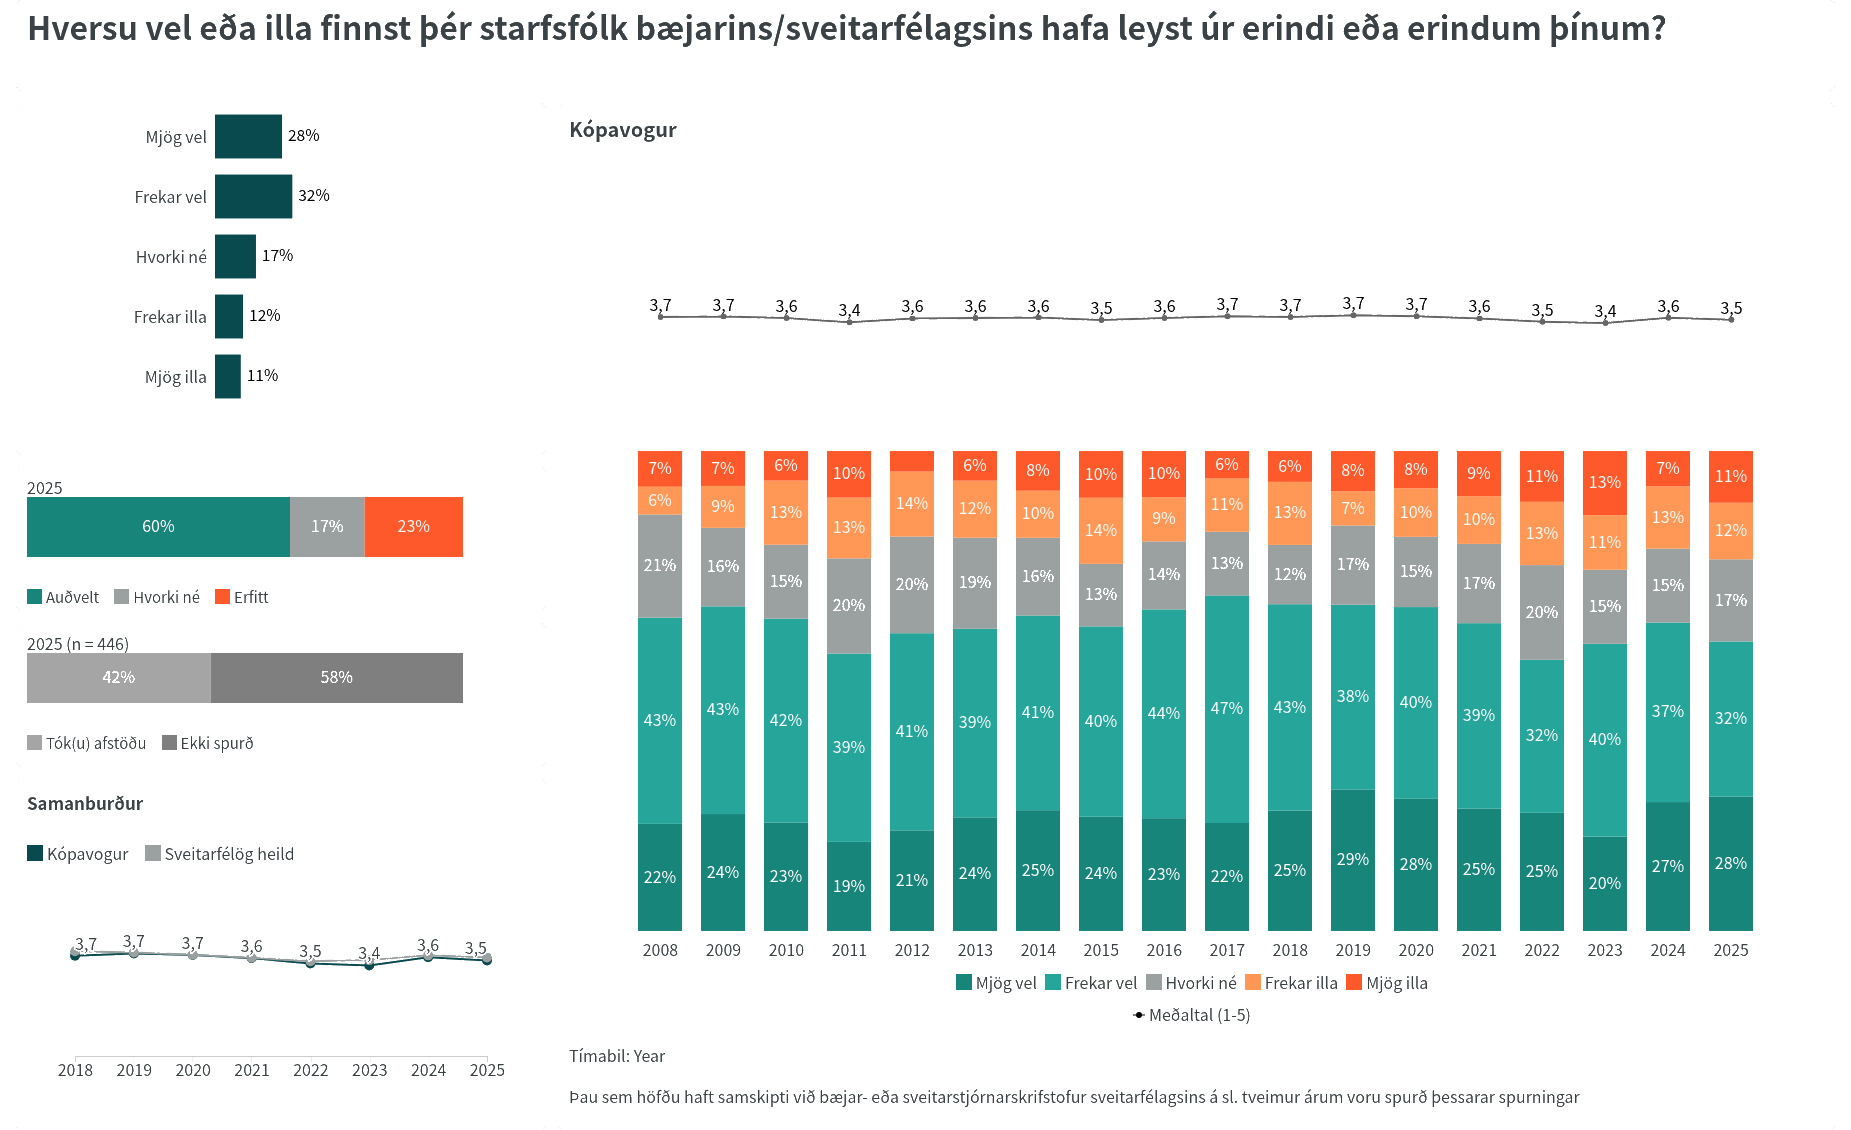 Hversu vel eða illa finnst þér starfsfólk bæjarins/sveitarfélagsins hafa leyst úr erindi eða erindum þínum?
Mjög vel 28%
Frekar vel 32%
Hvorki né 17%
Frekar illa 12%
Mjög illa 11%
2025
60% 17% 23%
Auðvelt Hvorki né Erfitt
2025 (n = 446)
42% 58%
Tók(u) afstöðu Ekki spurð
Samanburður
Kópavogur Sveitarfélög heild
3,7 3,7 3,7 3,6 3,5 3,4 3,6 3,5
2018 2019 2020 2021 2022 2023 2024 2025
Kópavogur
3,7 3,7 3,6 3,4 3,6 3,6 3,6 3,5 3,6 3,7 3,7 3,7 3,7 3,6 3,5 3,4 3,6 3,5
7% 7% 6% 10% 6% 8% 10% 10% 6% 6% 8% 8% 9% 11% 13% 7% 11%
6% 9% 13% 13% 14% 12% 10% 14% 9% 11% 13% 7% 10% 10% 13% 11% 13% 12%
21% 16% 15% 20% 20% 19% 16% 13% 14% 13% 12% 17% 15% 17% 20% 15% 15% 17%
43% 43% 42% 39% 41% 39% 41% 40% 44% 47% 43% 38% 40% 39% 32% 40% 37% 32%
22% 24% 23% 19% 21% 24% 25% 24% 23% 22% 25% 29% 28% 25% 25% 20% 27% 28%
2008 2009 2010 2011 2012 2013 2014 2015 2016 2017 2018 2019 2020 2021 2022 2023 2024 2025
Mjög vel Frekar vel Hvorki né Frekar illa Mjög illa
Meðaltal (1-5)
Tímabil: Year
Þau sem höfðu haft samskipti við bæjar- eða sveitarstjórnarskrifstofur sveitarfélagsins á sl. tveimur árum voru spurð þessarar spurningar